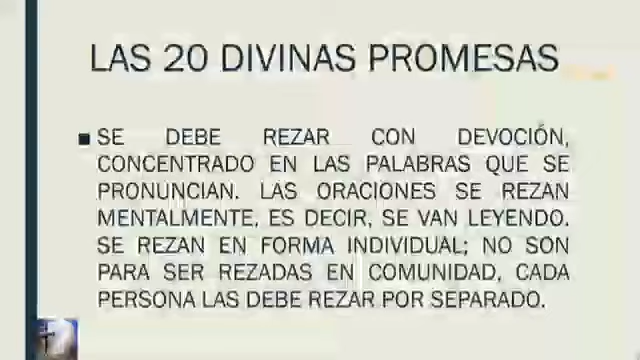 LAS 20 DIVINAS PROMESAS
SE DEBE REZAR CON DEVOCIÓN,
CONCENTRADO EN LAS PALABRAS QUE SE
PRONUNCIAN. LAS ORACIONES SE REZAN
MENTALMENTE, ES DECIR, SE VAN LEYENDO.
SE REZAN EN FORMA INDIVIDUAL; NO SON
PARA SER REZADAS EN COMUNIDAD, CADA
PERSONA LAS DEBE REZAR POR SEPARADO.